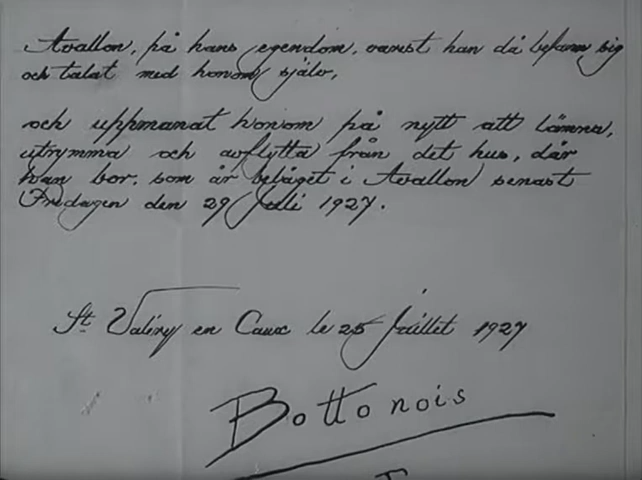 Avallon, på hans egendom, varest han då befann sig
och talat med honom själv,
och uppmanat honom på nytt att lämna,
utrymma och avflytta från det hus, där
han bor, som är beläget i Avallon senast
Fredagen den 29 Juli 1927.
St Valéry en Caux le 25 Juillet 1927
Bottonois